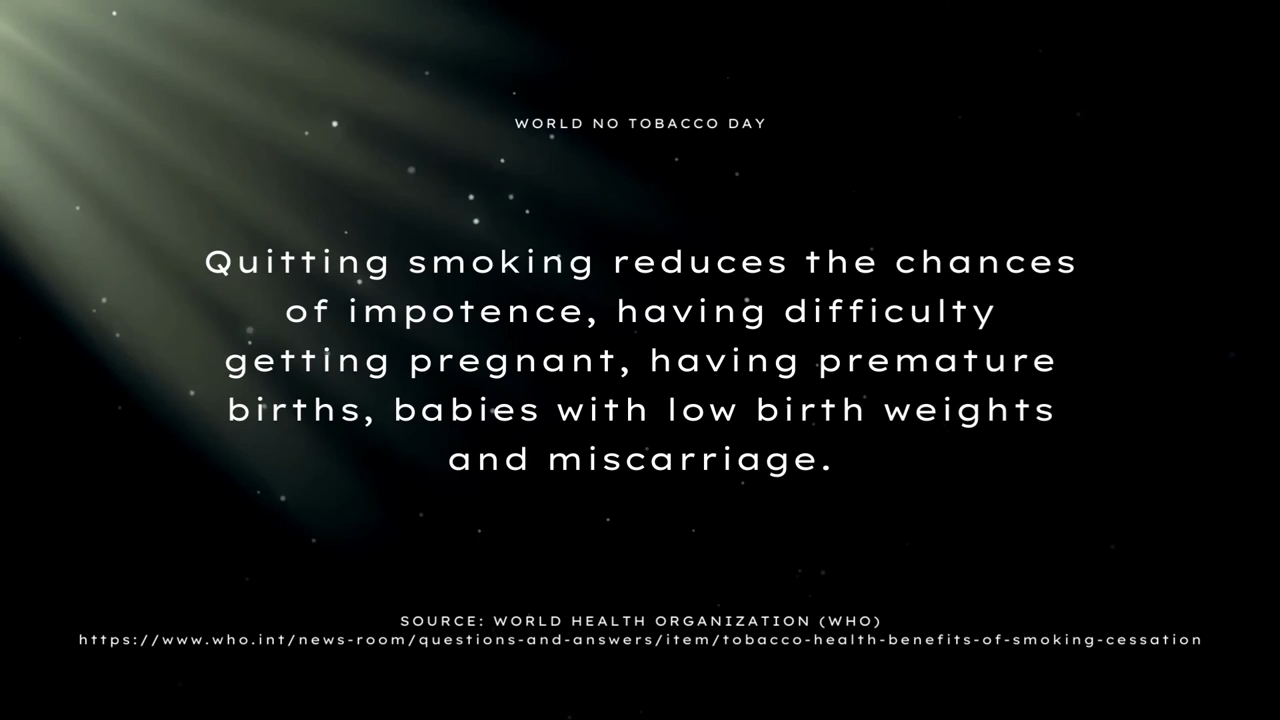 WORLD NO TOBACCO DAY
Quitting smoking reduces the chances
of impotence, having difficulty
getting pregnant, having premature
births, babies with low birth weights
and miscarriage.
SOURCE: WORLD HEALTH ORGANIZATION (WHO)
https://www.who.int/news-room/questions-and-answers/item/tobacco-health-benefits-of-smoking-cessation